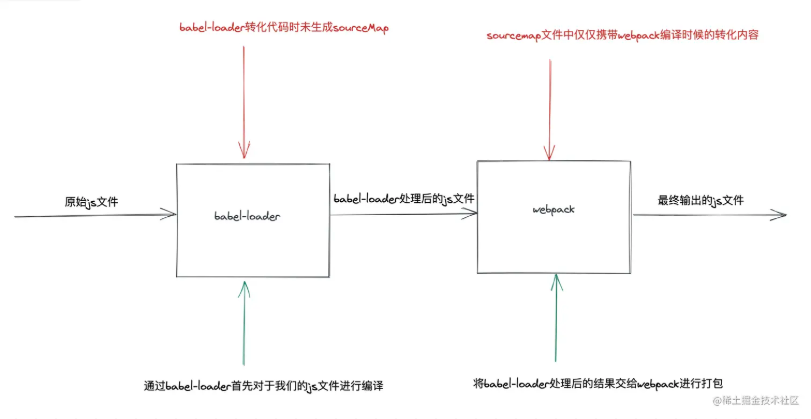 babel-loader转化代码时未生成sourceMap
sourcemap文件中仅仅携带webpack编译时候的转化内容
原始js文件
babel-loader
babel-loader处理后的js文件
webpack
最终输出的js文件
通过babel-loader首先对于我们的js文件进行编译
将babel-loader处理后的结果交给webpack进行打包
@稀土掘金技术社区